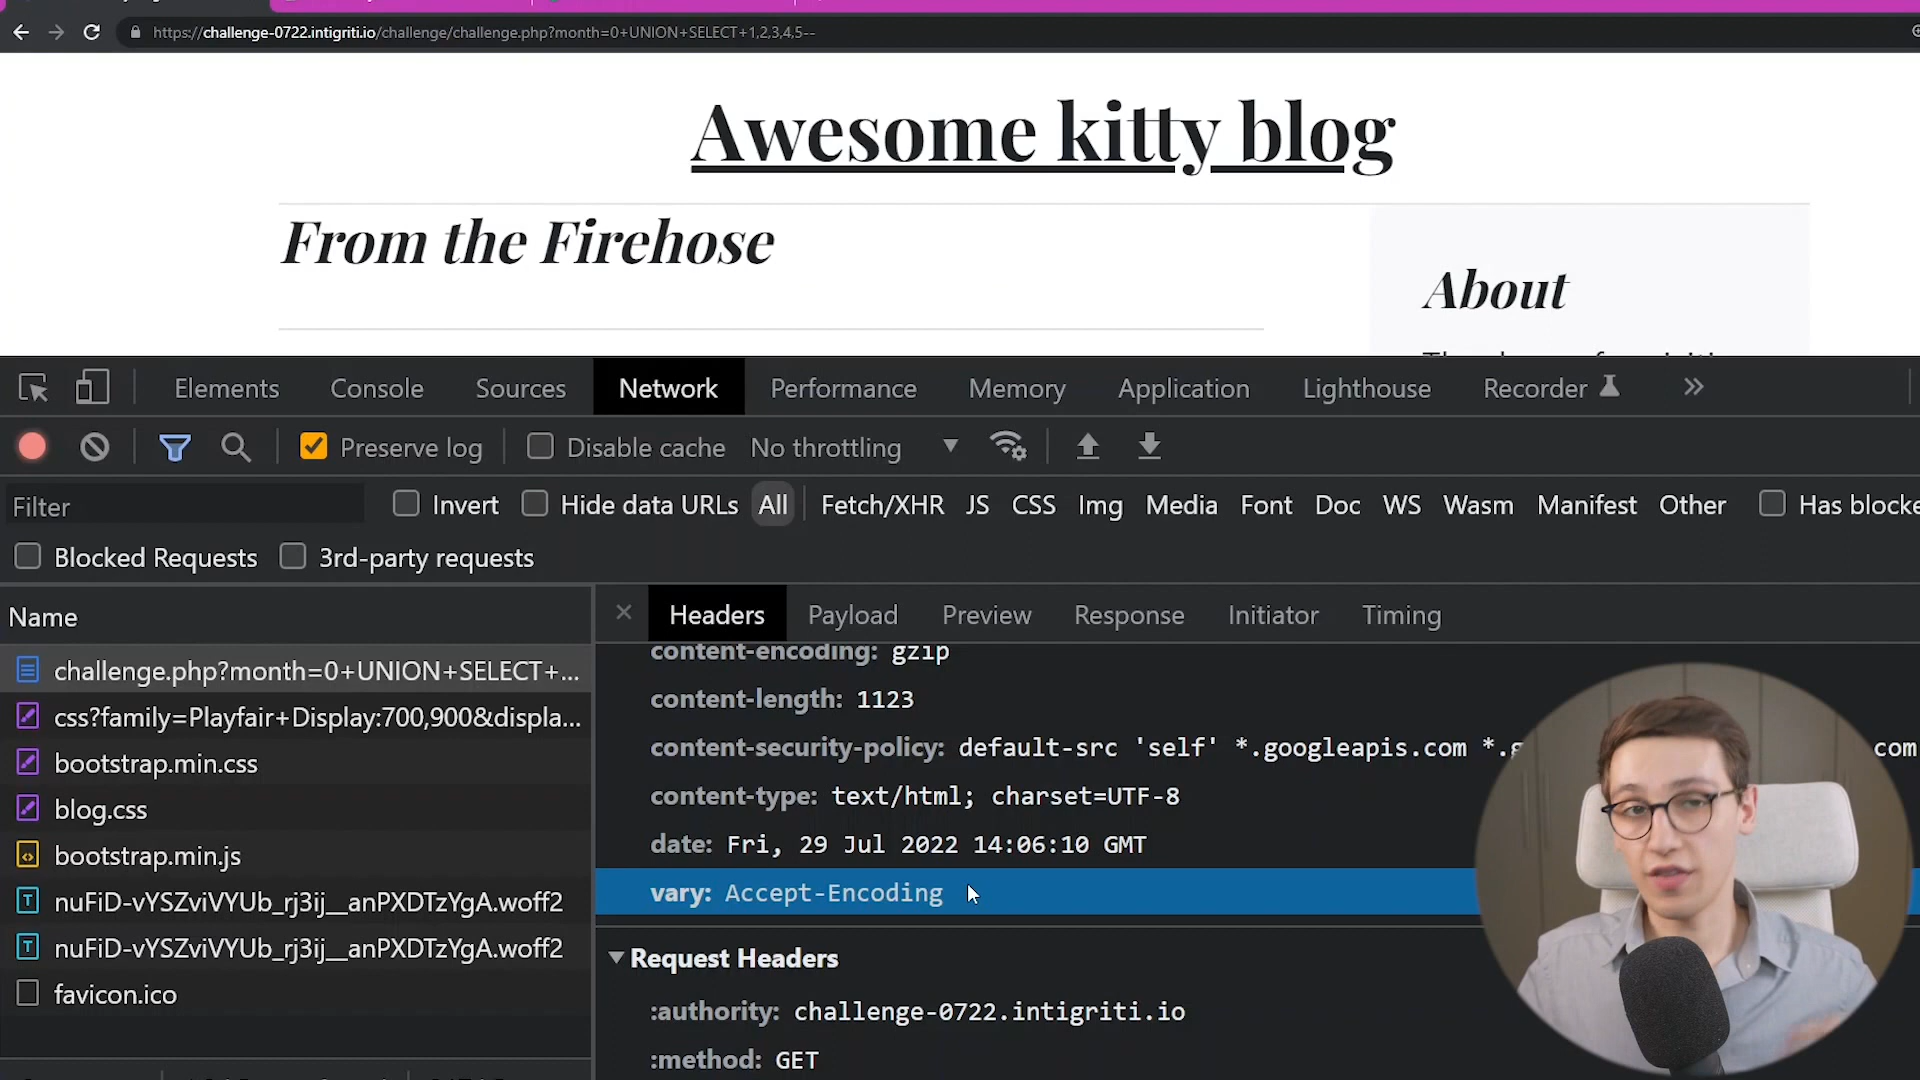 https://challenge-0722.intigriti.io/challenge/challenge.php?month=0+UNION+SELECT+1,2,3,4,5--
Awesome kitty blog
From the Firehose
About
Elements Console Sources Network Performance Memory Application Lighthouse Recorder
Preserve log Disable cache No throttling
Filter Invert Hide data URLs All Fetch/XHR JS CSS Img Media Font Doc WS Wasm Manifest Other Has blocke
Blocked Requests 3rd-party requests
Name
Headers Payload Preview Response Initiator Timing
challenge.php?month=0+UNION+SELECT+...
css?family=Playfair+Display:700,900&displa...
bootstrap.min.css
blog.css
bootstrap.min.js
nuFiD-vYSZviVYUb_rj3ij__anPXDTzYgA.woff2
nuFiD-vYSZviVYUb_rj3ij__anPXDTzYgA.woff2
favicon.ico
content-encoding: gzip
content-length: 1123
content-security-policy: default-src 'self' *.googleapis.com *.g com
content-type: text/html; charset=UTF-8
date: Fri, 29 Jul 2022 14:06:10 GMT
vary: Accept-Encoding
Request Headers
:authority: challenge-0722.intigriti.io
:method: GET